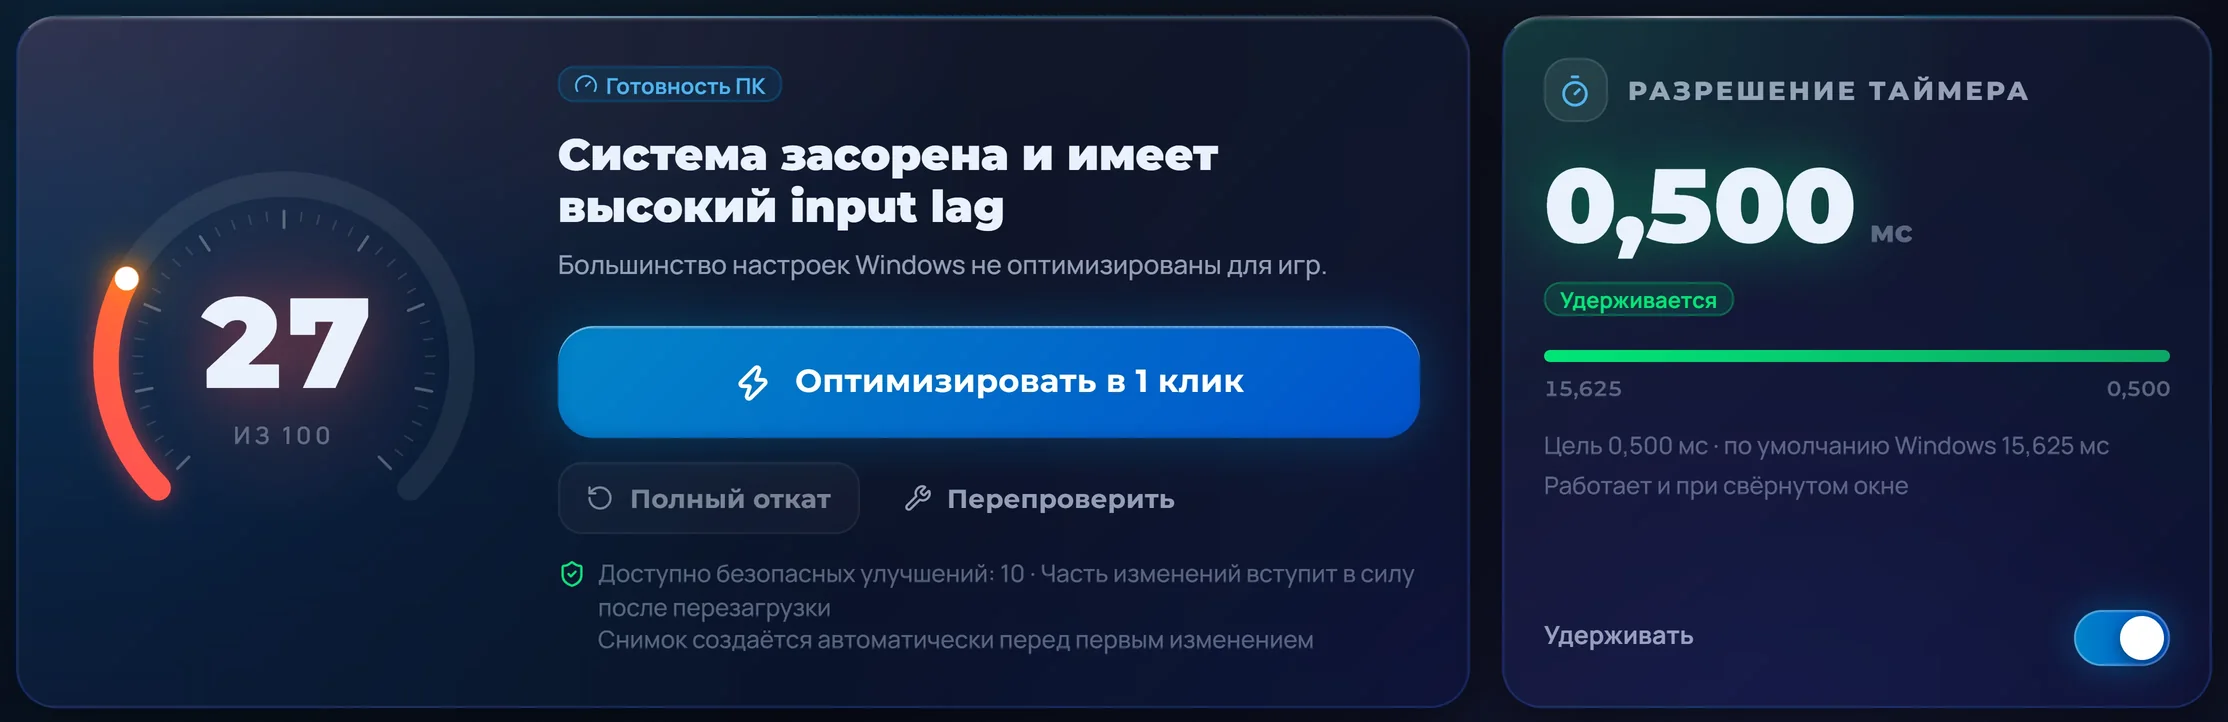 Готовность ПК
Система засорена и имеет
высокий input lag
Большинство настроек Windows не оптимизированы для игр.
27
ИЗ 100
Оптимизировать в 1 клик
Полный откат
Перепроверить
Доступно безопасных улучшений: 10 · Часть изменений вступит в силу
после перезагрузки
Снимок создаётся автоматически перед первым изменением
РАЗРЕШЕНИЕ ТАЙМЕРА
0,500 мс
Удерживается
15,625
0,500
Цель 0,500 мс · по умолчанию Windows 15,625 мс
Работает и при свёрнутом окне
Удерживать